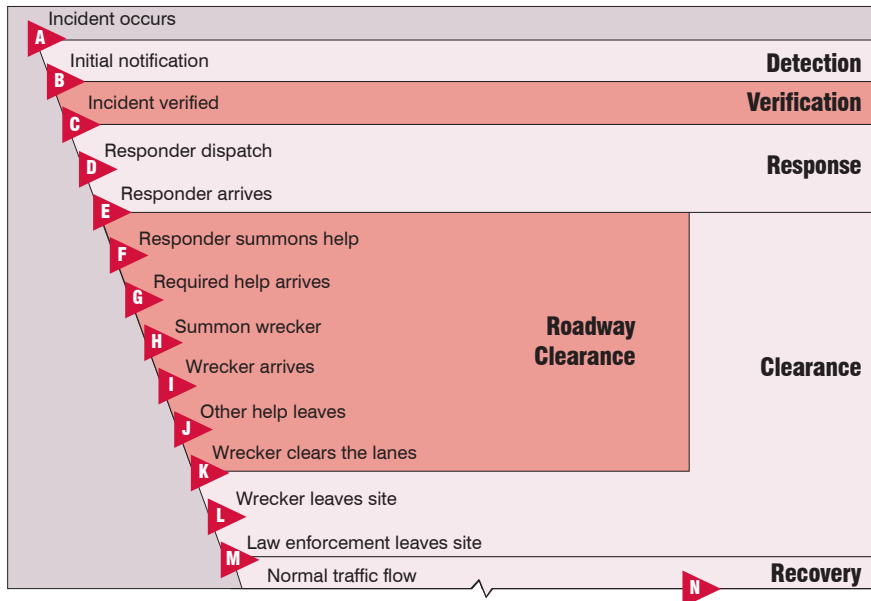 Incident occurs
A
Initial notification
Detection
B
Incident verified
Verification
C
Responder dispatch
Response
D
Responder arrives
E
Responder summons help
F
Required help arrives
G
Summon wrecker
Roadway
Clearance
H
Wrecker arrives
Clearance
I
Other help leaves
J
Wrecker clears the lanes
K
Wrecker leaves site
L
Law enforcement leaves site
M
Normal traffic flow
N
Recovery